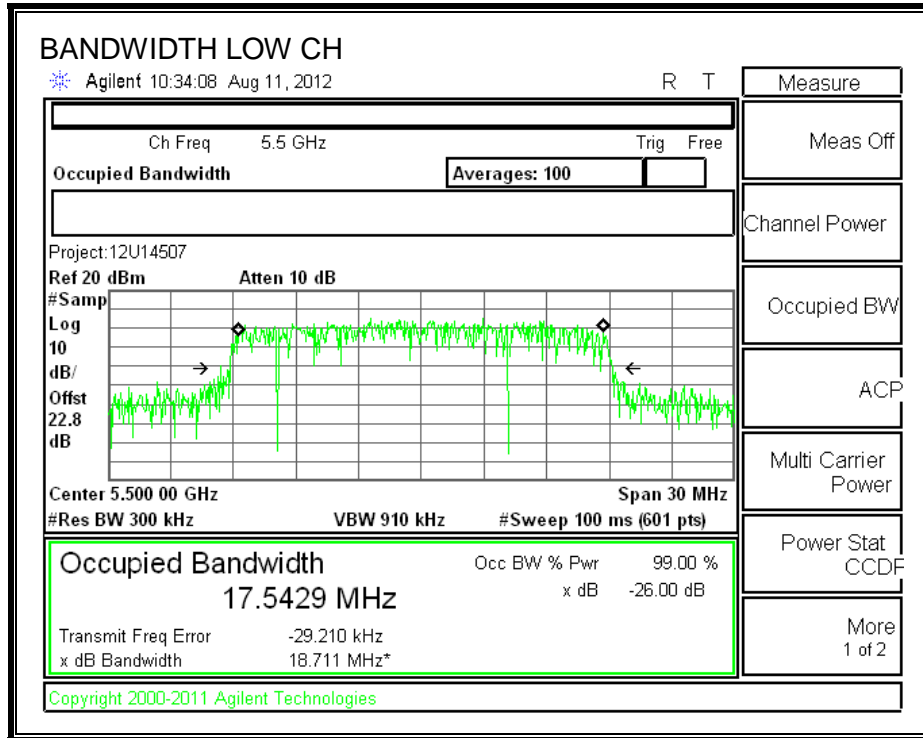 BANDWIDTH LOW CH
Agilent 10:34:08 Aug 11, 2012 R T
Measure
Ch Freq 5.5 GHz Trig Free
Meas Off
Occupied Bandwidth Averages: 100
Channel Power
Project:12U14507
Ref 20 dBm Atten 10 dB
#Samp
Log
10
dB/
Offst
22.8
dB
Occupied BW
ACP
Multi Carrier
Power
Center 5.500 00 GHz Span 30 MHz
#Res BW 300 kHz VBW 910 kHz #Sweep 100 ms (601 pts)
Power Stat
CCDF
Occupied Bandwidth Occ BW % Pwr 99.00 %
17.5429 MHz x dB -26.00 dB
Transmit Freq Error -29.210 kHz
x dB Bandwidth 18.711 MHz*
More
1 of 2
Copyright 2000-2011 Agilent Technologies